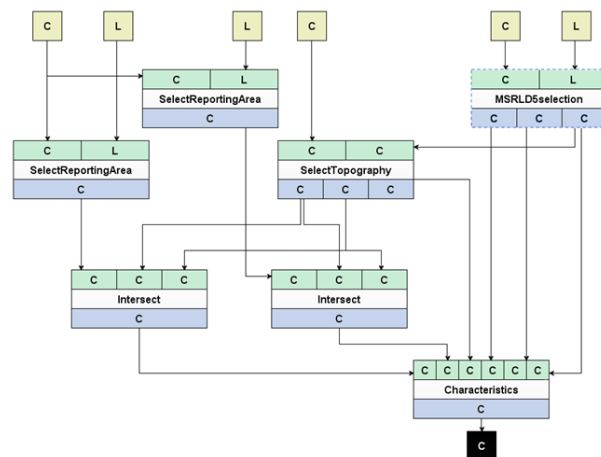 C L L C C L
C L
SelectReportingArea
C
C L
MSRLD5selection
C C C
C L
SelectReportingArea
C
C C
SelectTopography
C C C
C C C
Intersect
C
C C C
Intersect
C
C C C C C C
Characteristics
C
C